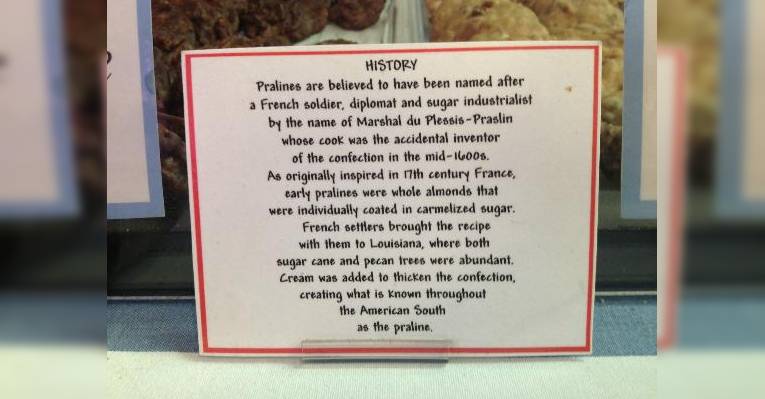 HISTORY
Pralines are believed to have been named after
a French soldier, diplomat and sugar industrialist
by the name of Marshal du Plessis-Praslin
whose cook was the accidental inventor
of the confection in the mid-1600s.
As originally inspired in 17th century France,
early pralines were whole almonds that
were individually coated in carmelized sugar.
French settlers brought the recipe
with them to Louisiana, where both
sugar cane and pecan trees were abundant.
Cream was added to thicken the confection,
creating what is known throughout
the American South
as the praline.